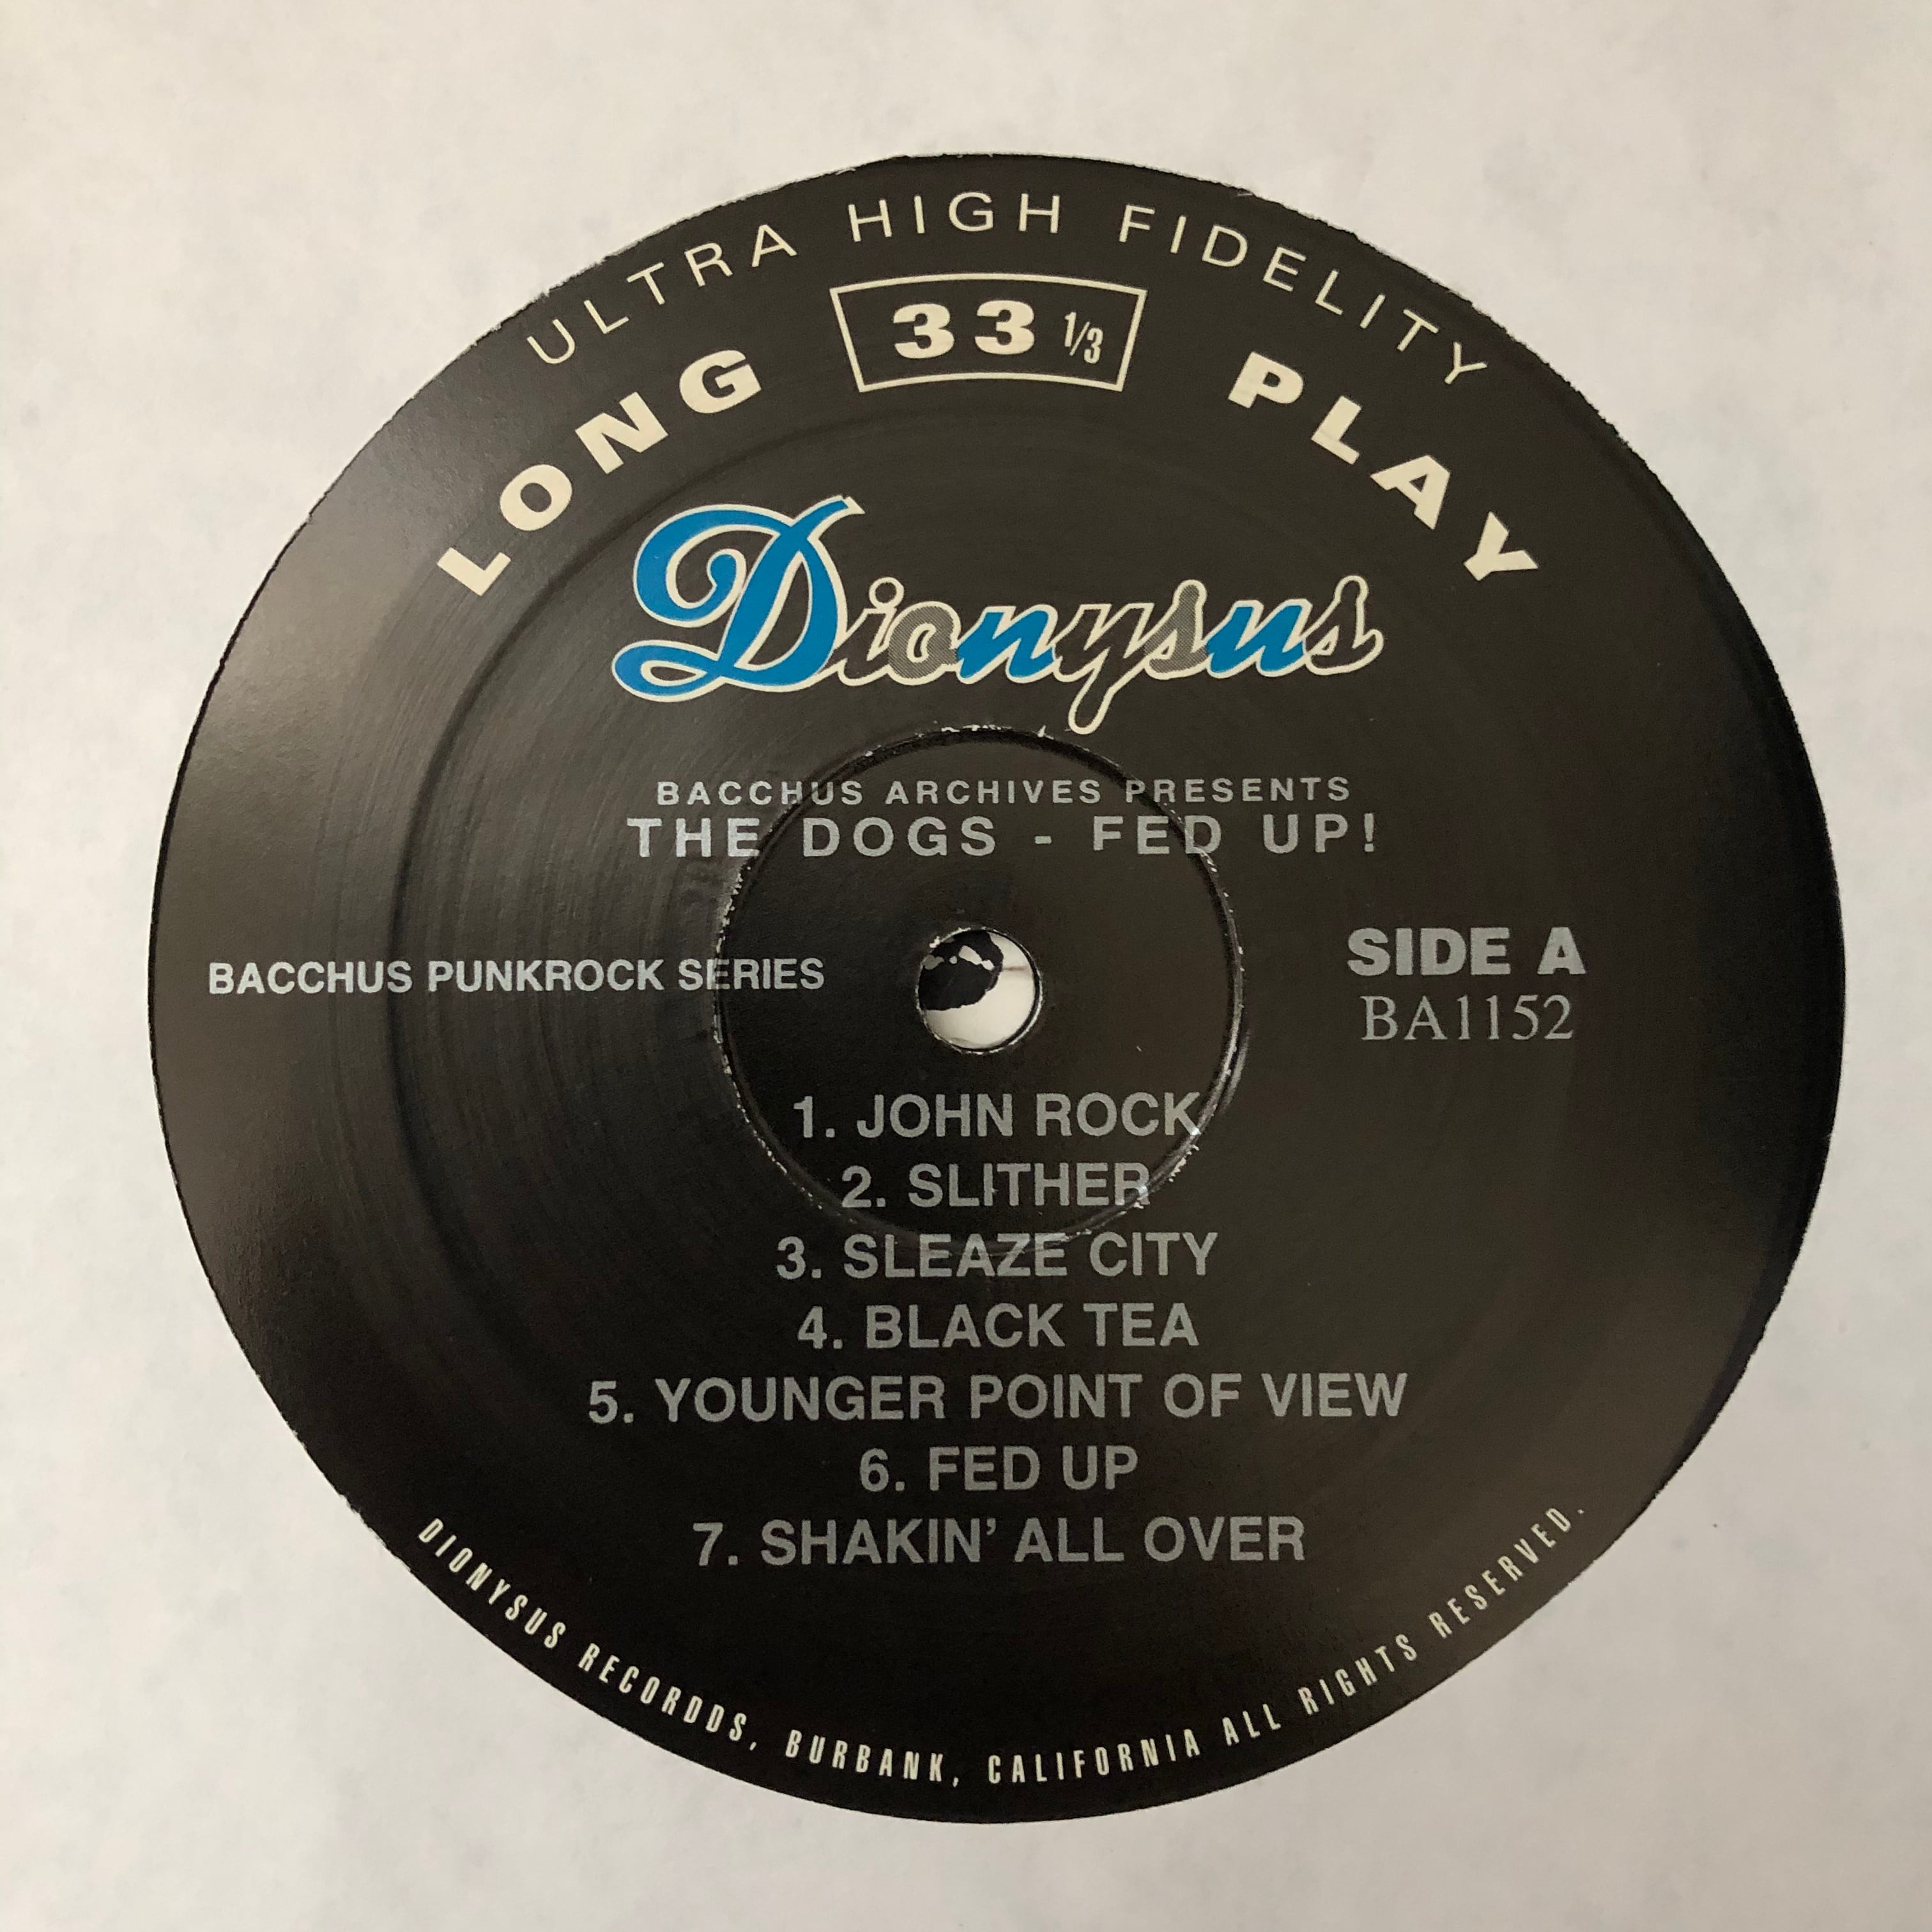 ULTRA HIGH FIDELITY
LONG 33 1/3 PLAY
Dionysus
BACCHUS ARCHIVES PRESENTS
THE DOGS - FED UP!
BACCHUS PUNKROCK SERIES
SIDE A
BA1152
1. JOHN ROCK
2. SLITHER
3. SLEAZE CITY
4. BLACK TEA
5. YOUNGER POINT OF VIEW
6. FED UP
7. SHAKIN’ ALL OVER
DIONYSUS RECORDDS, BURBANK, CALIFORNIA ALL RIGHTS RESERVED.